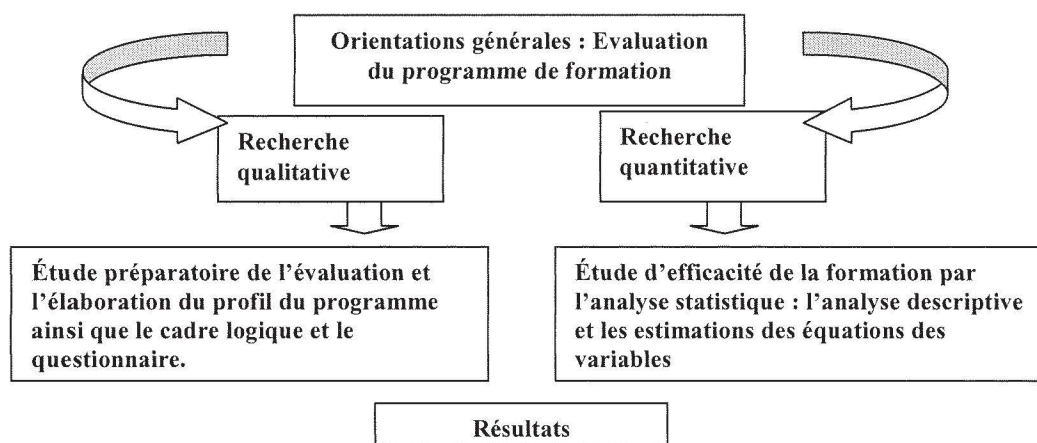 Orientations générales : Evaluation
du programme de formation
Recherche
qualitative
Recherche
quantitative
Étude préparatoire de l’évaluation et
l’élaboration du profil du programme
ainsi que le cadre logique et le
questionnaire.
Étude d’efficacité de la formation par
l’analyse statistique : l’analyse descriptive
et les estimations des équations des
variables
Résultats